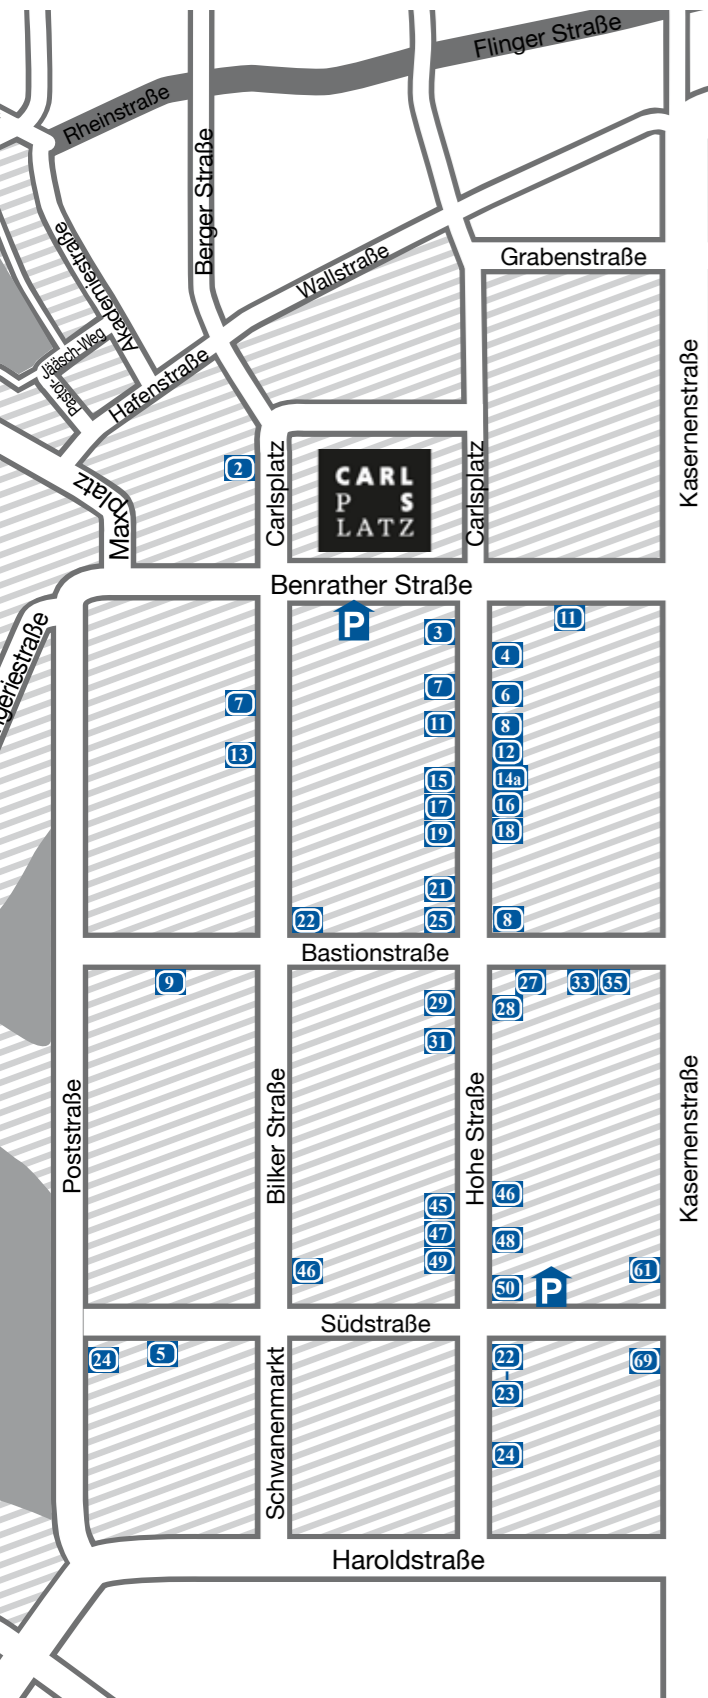 Flinger Straße
Rheinstraße
Berger Straße
Akademiestraße
Wallstraße
Grabenstraße
Pastor-
Jääsch-Weg
Hafenstraße
Kasernenstraße
Maxplatz
2
Carlsplatz
CARL
P S
LATZ
Carlsplatz
Benrather Straße
geriestraße
P
3
11
4
7
6
7
11
8
13
12
15
14a
17
16
19
18
21
22
25
8
Bastionstraße
9
27
33
35
29
28
31
Poststraße
Bilker Straße
Hohe Straße
Kasernenstraße
45
46
47
48
46
49
61
50
P
Südstraße
24
5
22
69
23
Schwanenmarkt
24
Haroldstraße